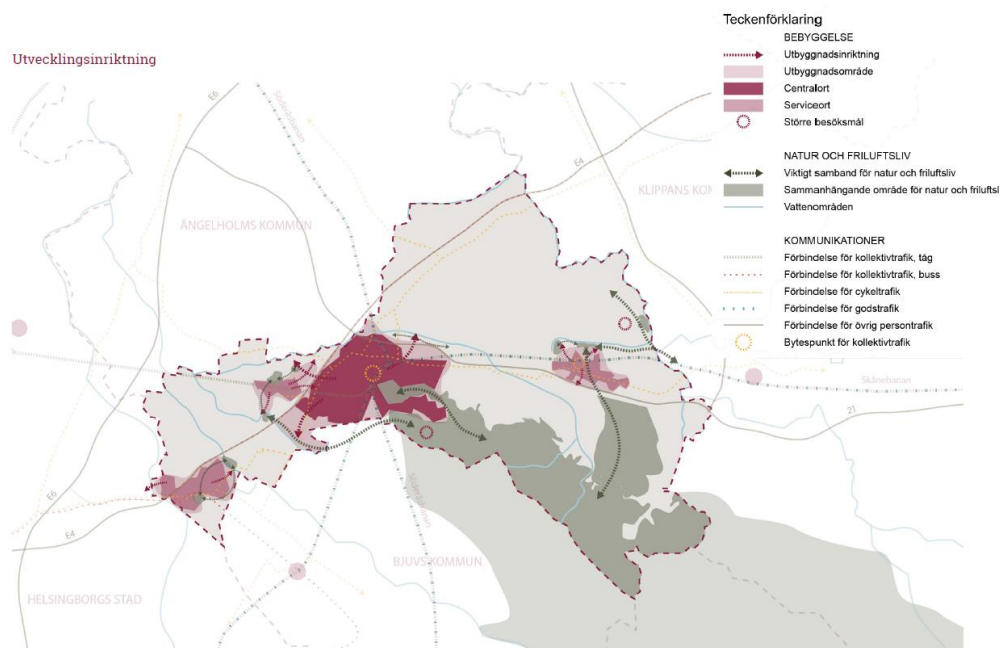 Utvecklingsinriktning
Teckenförklaring
BEBYGGELSE
Utbyggnadsinriktning
Utbyggnadsområde
Centralort
Serviceort
Större besöksmål
NATUR OCH FRILUFTSLIV
Viktigt samband för natur och friluftsliv
Sammanhängande område för natur och friluftsl
Vattenområden
KOMMUNIKATIONER
Förbindelse för kollektivtrafik, tåg
Förbindelse för kollektivtrafik, buss
Förbindelse för cykeltrafik
Förbindelse för godstrafik
Förbindelse för övrig persontrafik
Bytespunkt för kollektivtrafik
E6
Söderåsbanan
E4
KLIPPANS KOM
ÄNGELHOLMS KOMMUN
Skånebanan
21
E6
E4
Söderåsbanan
BJUVS KOMMUN
HELSINGBORGS STAD